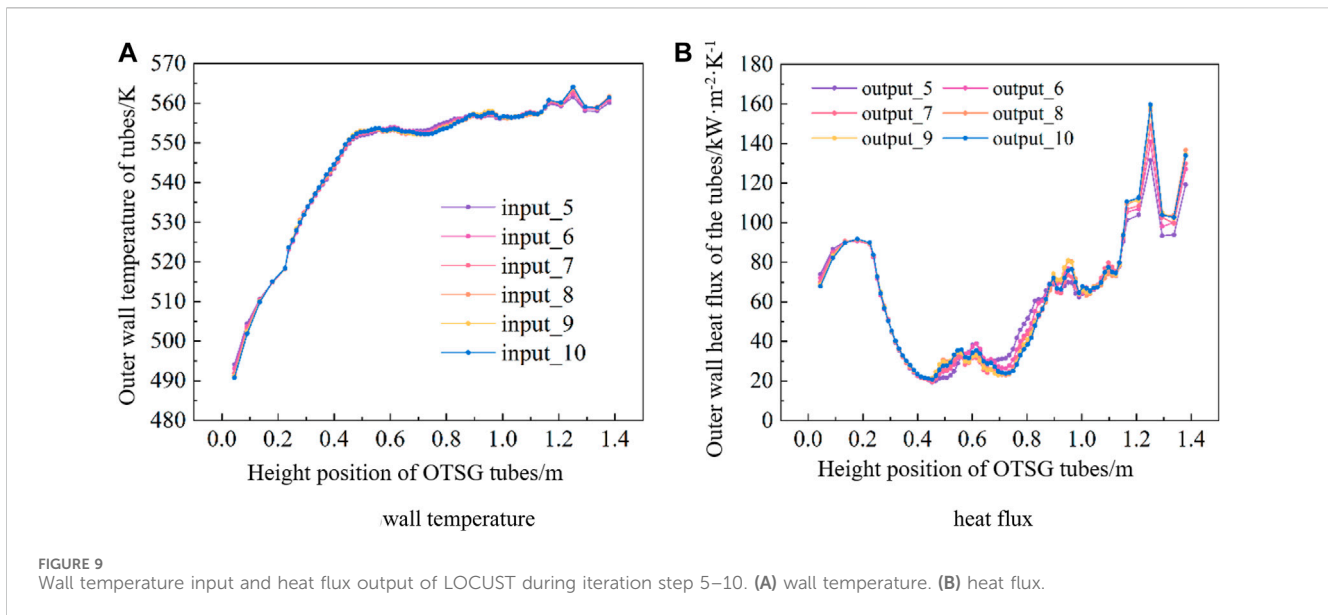 A
Outer wall temperature of tubes/K
570
560
550
540
530
520
510
500
490
480
input_5
input_6
input_7
input_8
input_9
input_10
0.0 0.2 0.4 0.6 0.8 1.0 1.2 1.4
Height position of OTSG tubes/m
wall temperature
B
Outer wall heat flux of the tubes/kW·m-2·K-1
180
160
140
120
100
80
60
40
20
0
output_5 output_6
output_7 output_8
output_9 output_10
0.0 0.2 0.4 0.6 0.8 1.0 1.2 1.4
Height position of OTSG tubes/m
heat flux
FIGURE 9
Wall temperature input and heat flux output of LOCUST during iteration step 5–10. (A) wall temperature. (B) heat flux.